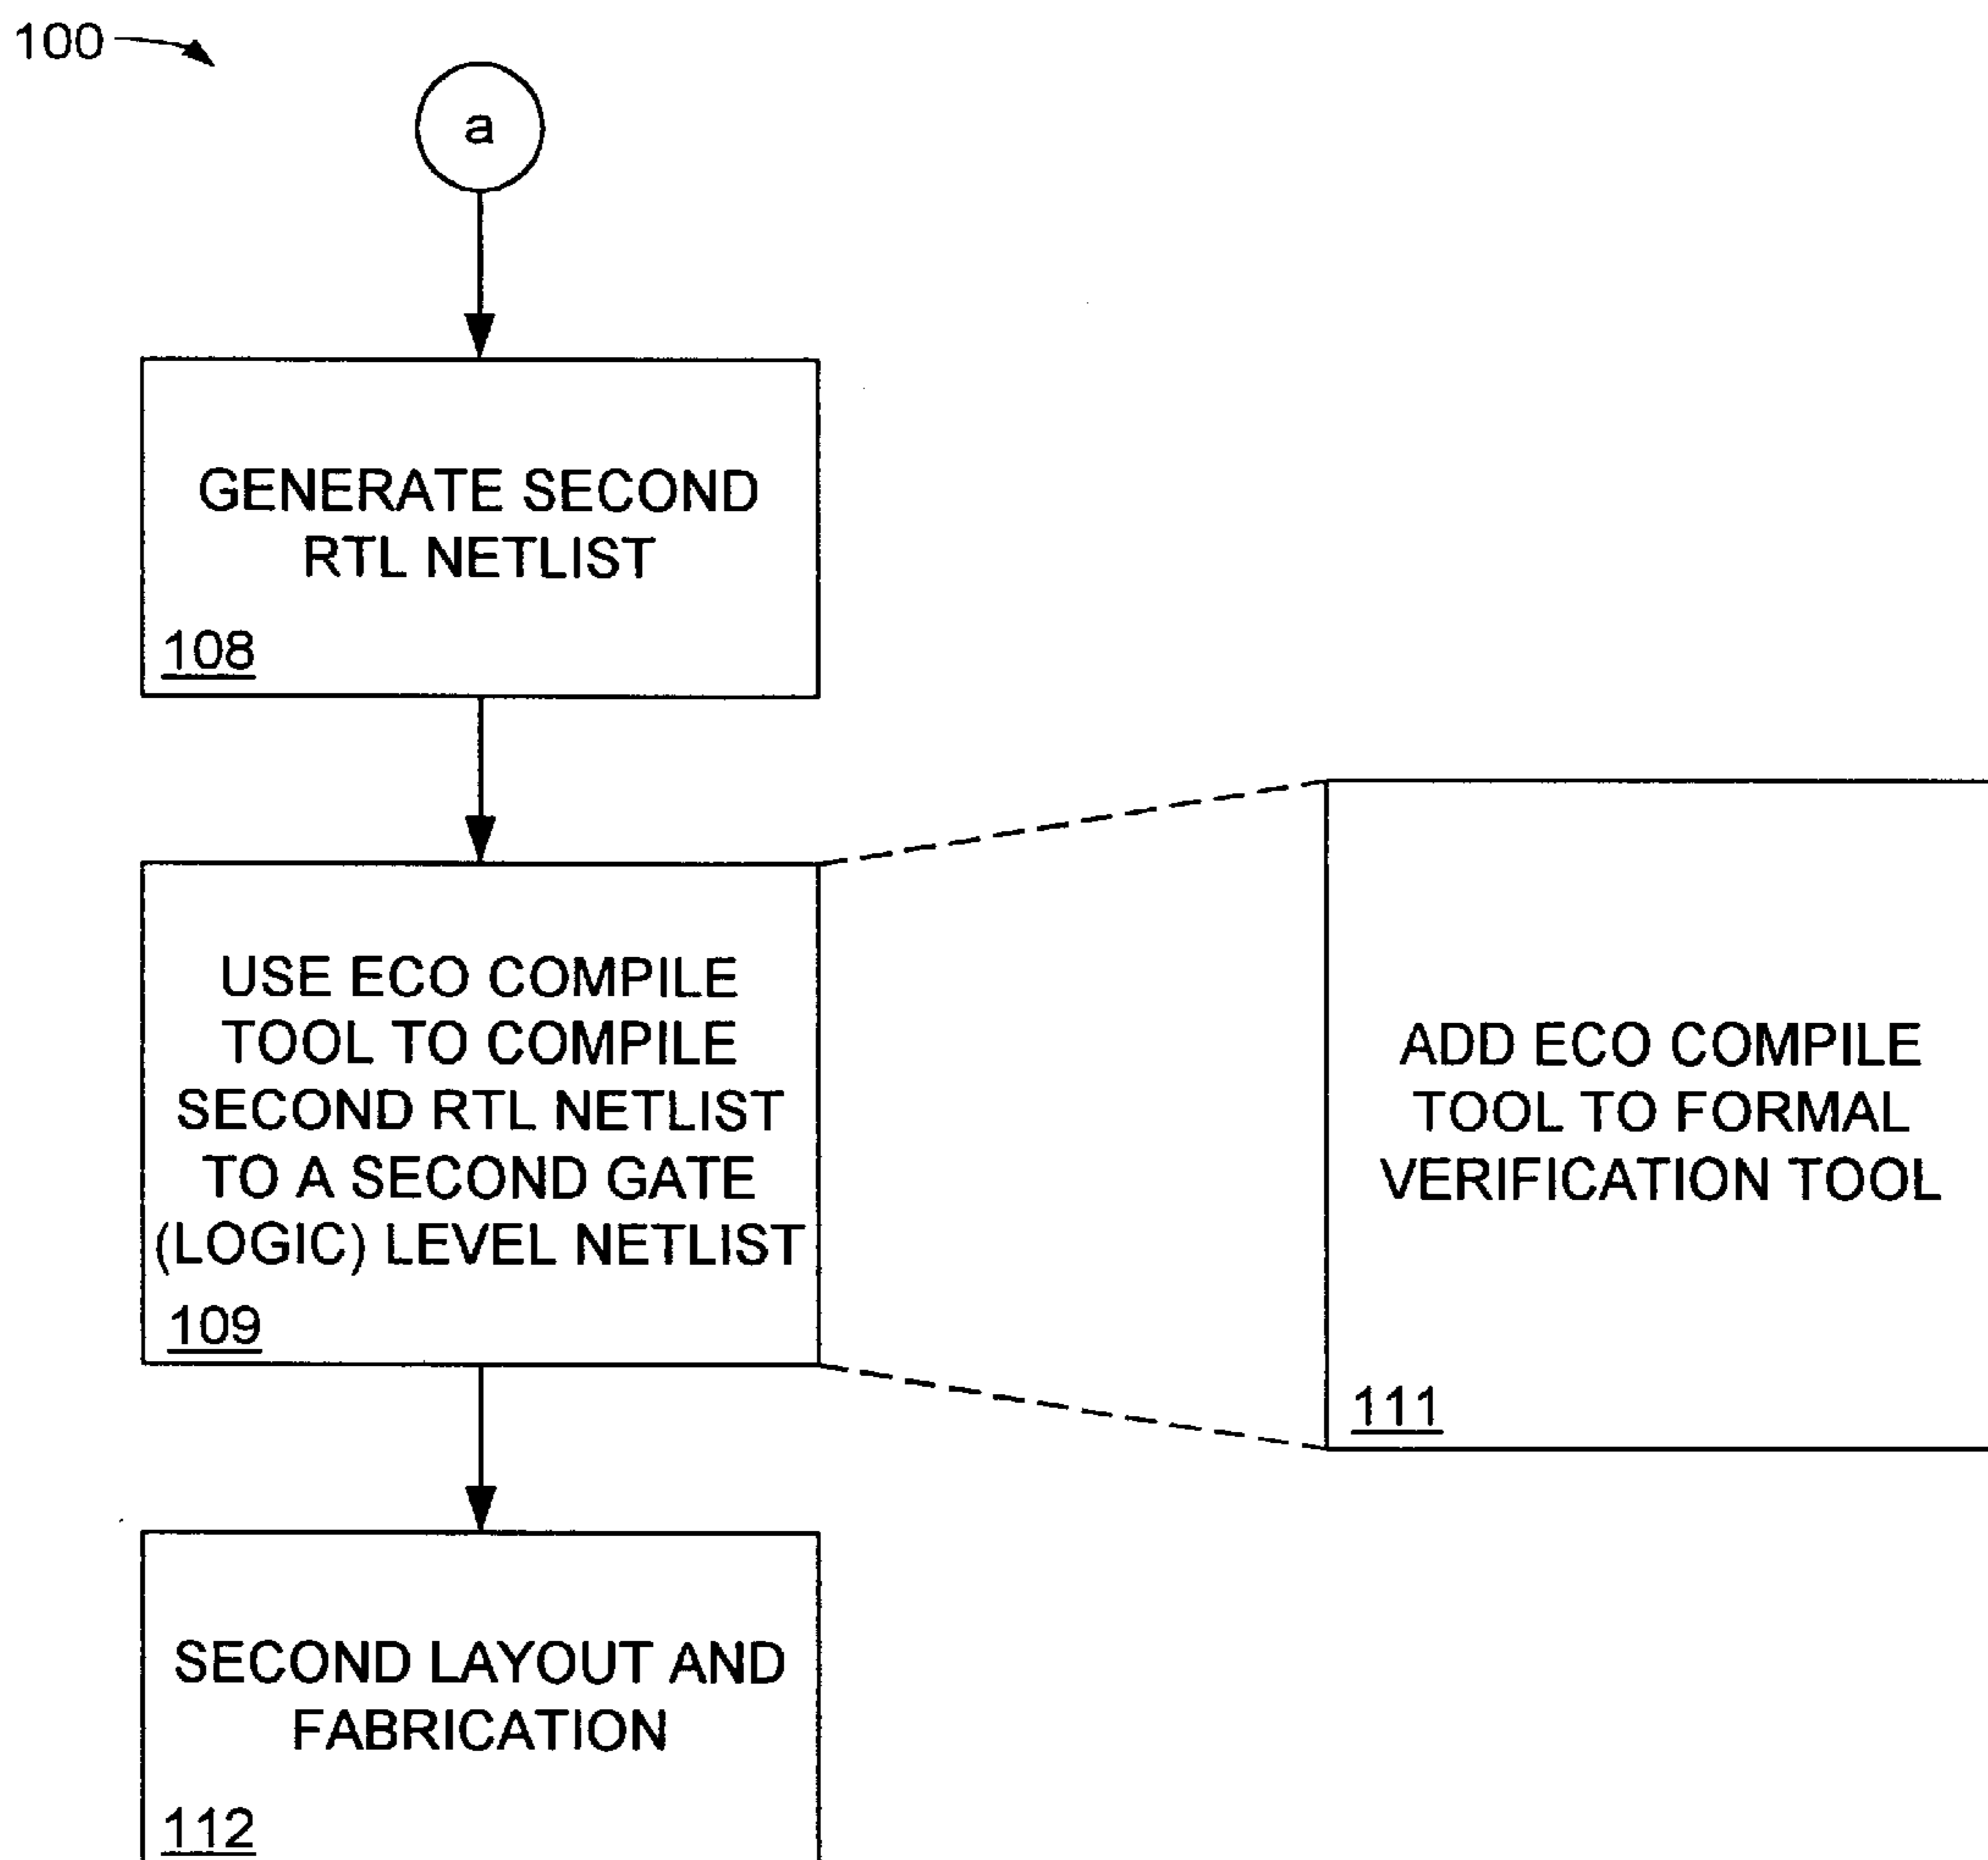 100
a
GENERATE SECOND
RTL NETLIST
108
USE ECO COMPILE
TOOL TO COMPILE
SECOND RTL NETLIST
TO A SECOND GATE
(LOGIC) LEVEL NETLIST
109
ADD ECO COMPILE
TOOL TO FORMAL
VERIFICATION TOOL
111
SECOND LAYOUT AND
FABRICATION
112